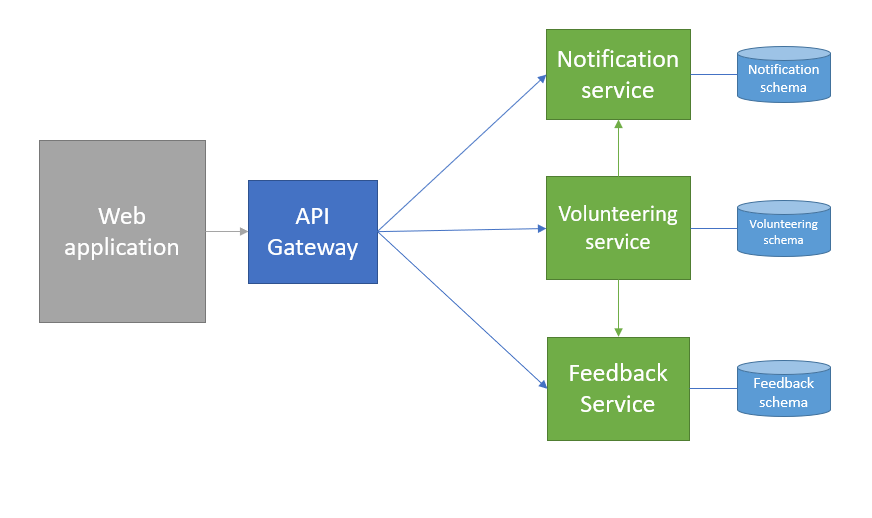 Web
application
API
Gateway
Notification
service
Notification
schema
Volunteering
service
Volunteering
schema
Feedback
Service
Feedback
schema